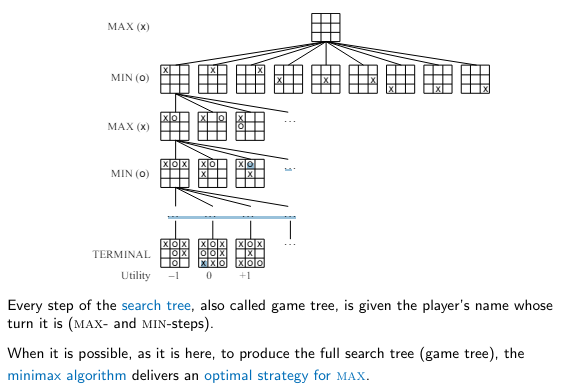 MAX (x)
MIN (o)
X X X X X X X X X
MAX (x)
X O X O X ...
O
MIN (o)
X O X X O X O ...
X X
... ... ... ...
TERMINAL
X O X X O X X O X ...
O X O O X X
O X X O X O O
Utility –1 0 +1
Every step of the search tree, also called game tree, is given the player's name whose
turn it is (MAX- and MIN-steps).
When it is possible, as it is here, to produce the full search tree (game tree), the
minimax algorithm delivers an optimal strategy for MAX.